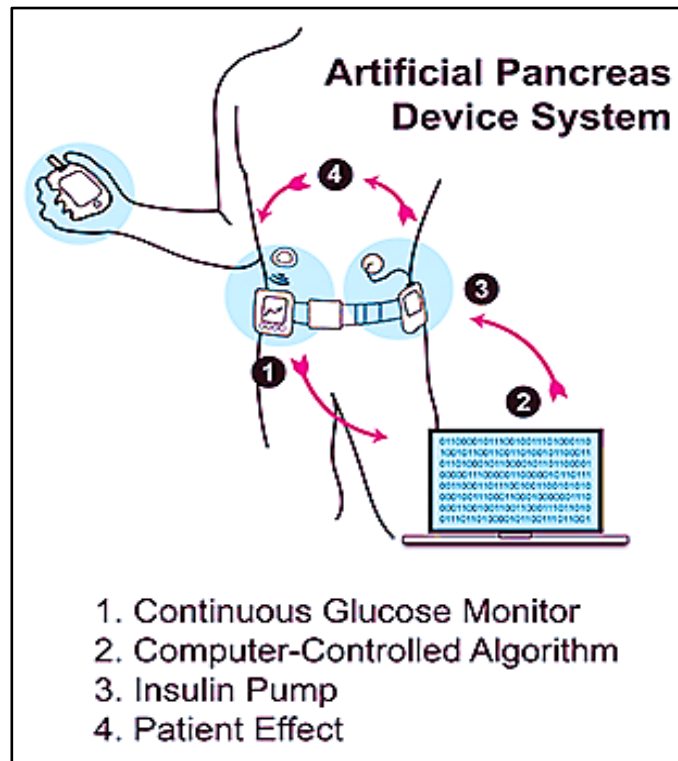 Artificial Pancreas
Device System
4
3
1
2
1. Continuous Glucose Monitor
2. Computer-Controlled Algorithm
3. Insulin Pump
4. Patient Effect